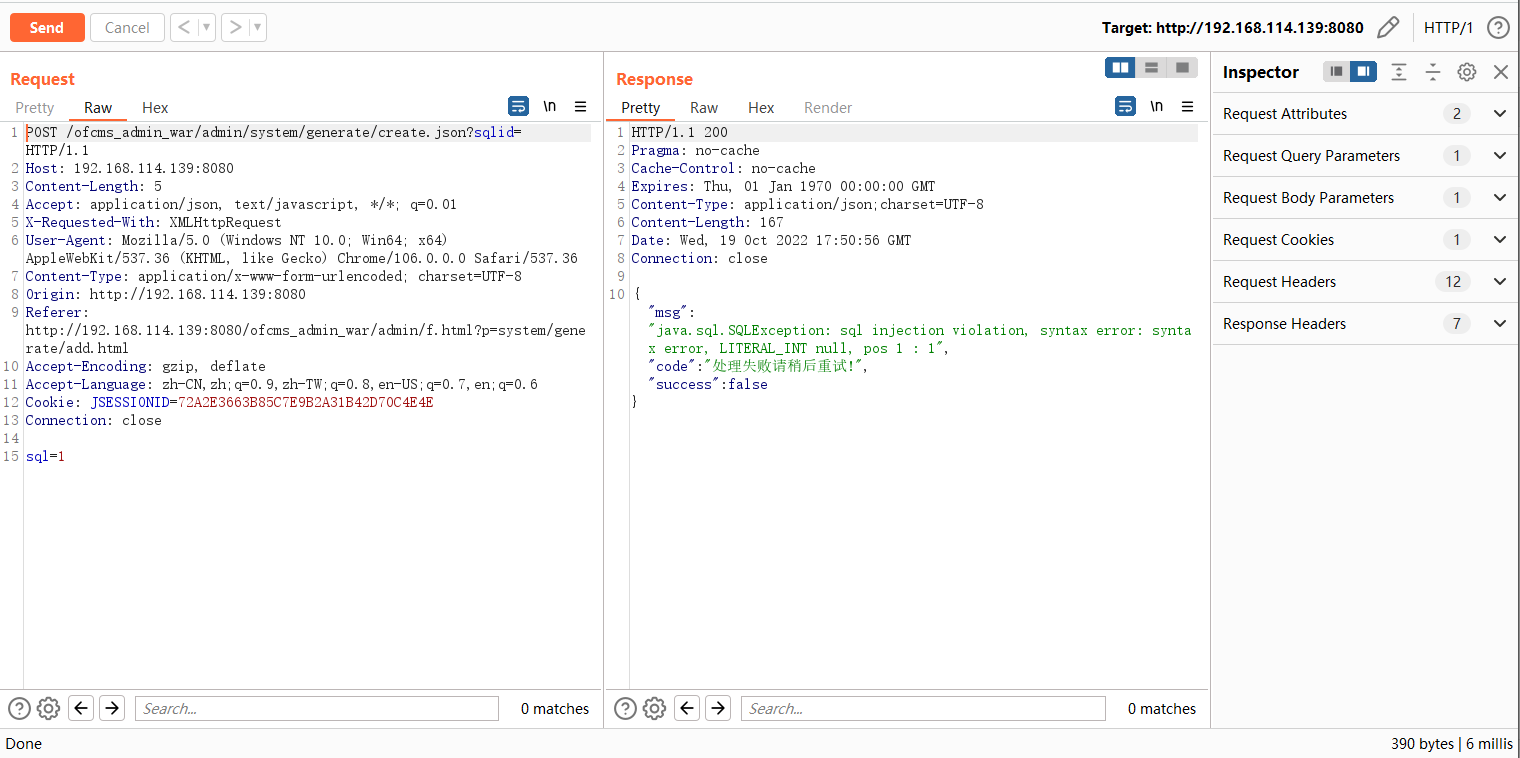 Send
Cancel
Target: http://192.168.114.139:8080
HTTP/1
Request
Pretty
Raw
Hex
\n
1 POST /ofcms_admin_war/admin/system/generate/create.json?sqlid=
HTTP/1.1
2 Host: 192.168.114.139:8080
3 Content-Length: 5
4 Accept: application/json, text/javascript, */*; q=0.01
5 X-Requested-With: XMLHttpRequest
6 User-Agent: Mozilla/5.0 (Windows NT 10.0; Win64; x64)
AppleWebKit/537.36 (KHTML, like Gecko) Chrome/106.0.0.0 Safari/537.36
7 Content-Type: application/x-www-form-urlencoded; charset=UTF-8
8 Origin: http://192.168.114.139:8080
9 Referer:
http://192.168.114.139:8080/ofcms_admin_war/admin/f.html?p=system/gene
rate/add.html
10 Accept-Encoding: gzip, deflate
11 Accept-Language: zh-CN,zh;q=0.9,zh-TW;q=0.8,en-US;q=0.7,en;q=0.6
12 Cookie: JSESSIONID=72A2E3663B85C7E9B2A31B42D70C4E4E
13 Connection: close
14
15 sql=1
Search...
0 matches
Response
Pretty
Raw
Hex
Render
\n
1 HTTP/1.1 200
2 Pragma: no-cache
3 Cache-Control: no-cache
4 Expires: Thu, 01 Jan 1970 00:00:00 GMT
5 Content-Type: application/json;charset=UTF-8
6 Content-Length: 167
7 Date: Wed, 19 Oct 2022 17:50:56 GMT
8 Connection: close
9
10 {
"msg":
"java.sql.SQLException: sql injection violation, syntax error: synta
x error, LITERAL_INT null, pos 1 : 1",
"code":"处理失败请稍后重试!",
"success":false
}
Search...
0 matches
Inspector
Request Attributes 2
Request Query Parameters 1
Request Body Parameters 1
Request Cookies 1
Request Headers 12
Response Headers 7
Done
390 bytes | 6 millis